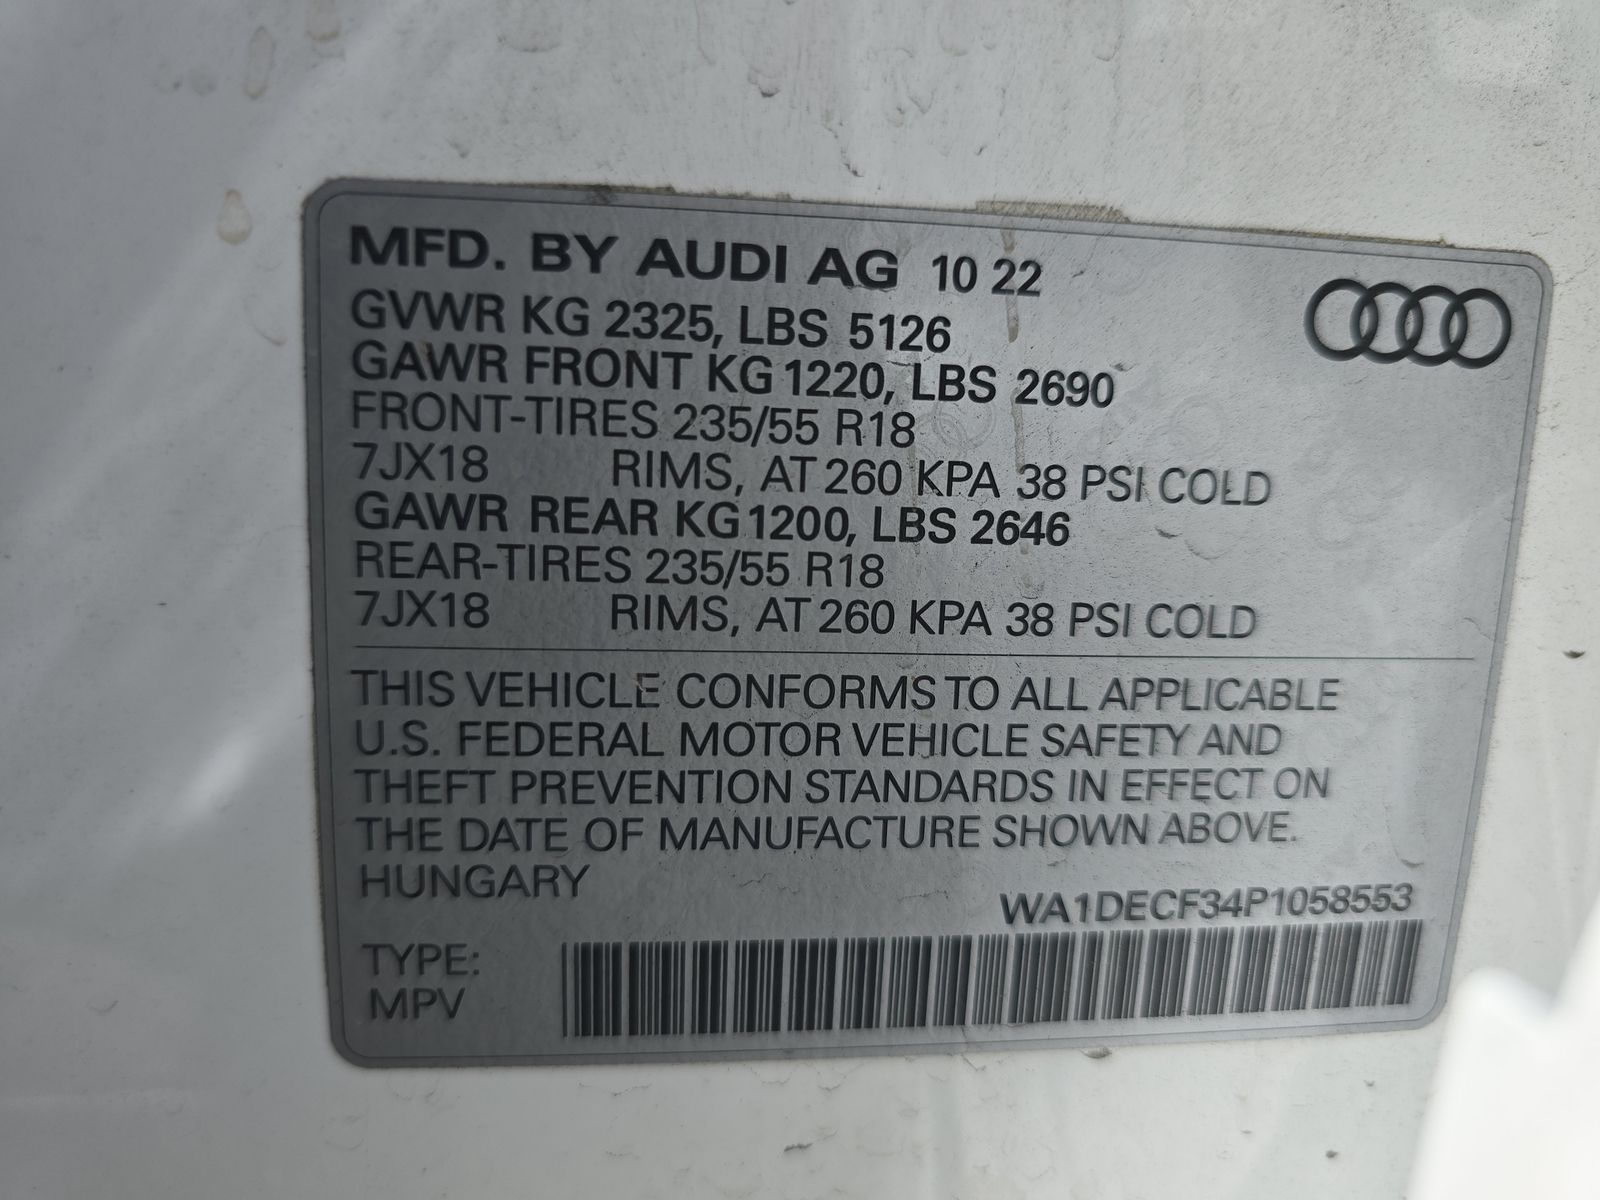 MFD. BY AUDI AG 10 22
GVWR KG 2325, LBS 5126
GAWR FRONT KG 1220, LBS 2690
FRONT-TIRES 235/55 R18
7JX18 RIMS, AT 260 KPA 38 PSI COLD
GAWR REAR KG 1200, LBS 2646
REAR-TIRES 235/55 R18
7JX18 RIMS, AT 260 KPA 38 PSI COLD
THIS VEHICLE CONFORMS TO ALL APPLICABLE
U.S. FEDERAL MOTOR VEHICLE SAFETY AND
THEFT PREVENTION STANDARDS IN EFFECT ON
THE DATE OF MANUFACTURE SHOWN ABOVE.
HUNGARY
WA1DECF34P1058553
TYPE:
MPV